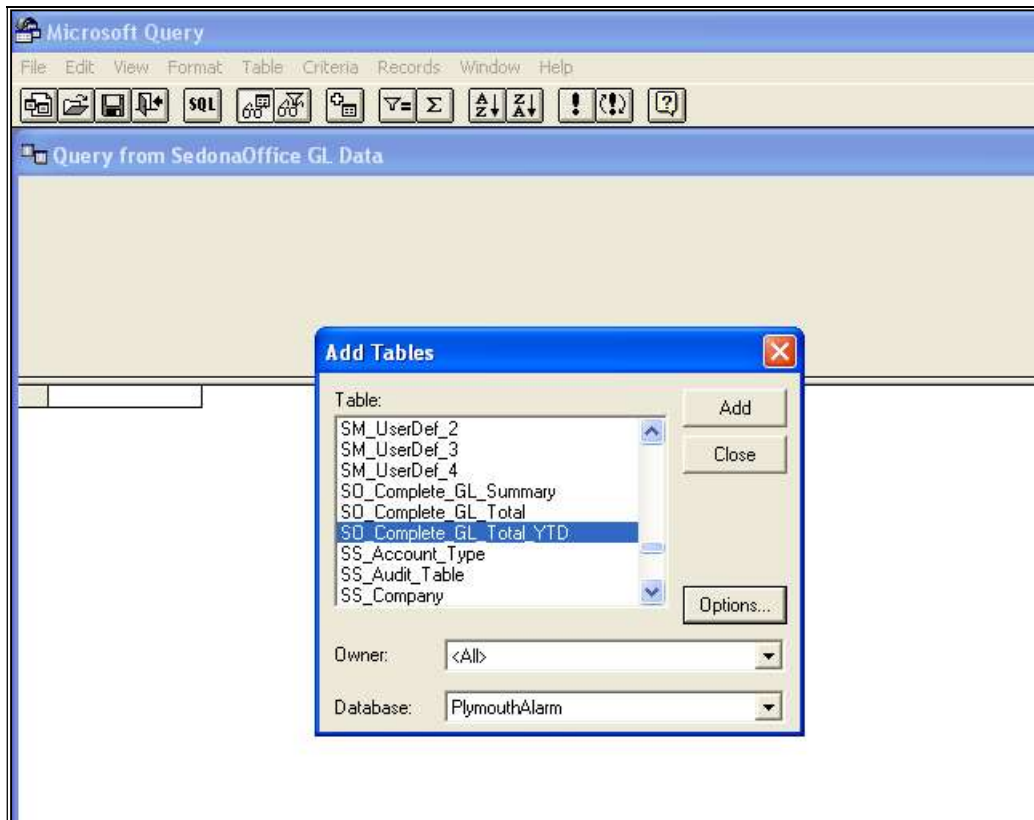 Microsoft Query
File Edit View Format Table Criteria Records Window Help
SQL
Query from SedonaOffice GL Data
Add Tables
Table:
SM_UserDef_2
SM_UserDef_3
SM_UserDef_4
SO_Complete_GL_Summary
SO_Complete_GL_Total
SO_Complete_GL_Total_YTD
SS_Account_Type
SS_Audit_Table
SS_Company
Add
Close
Options...
Owner: <All>
Database: PlymouthAlarm